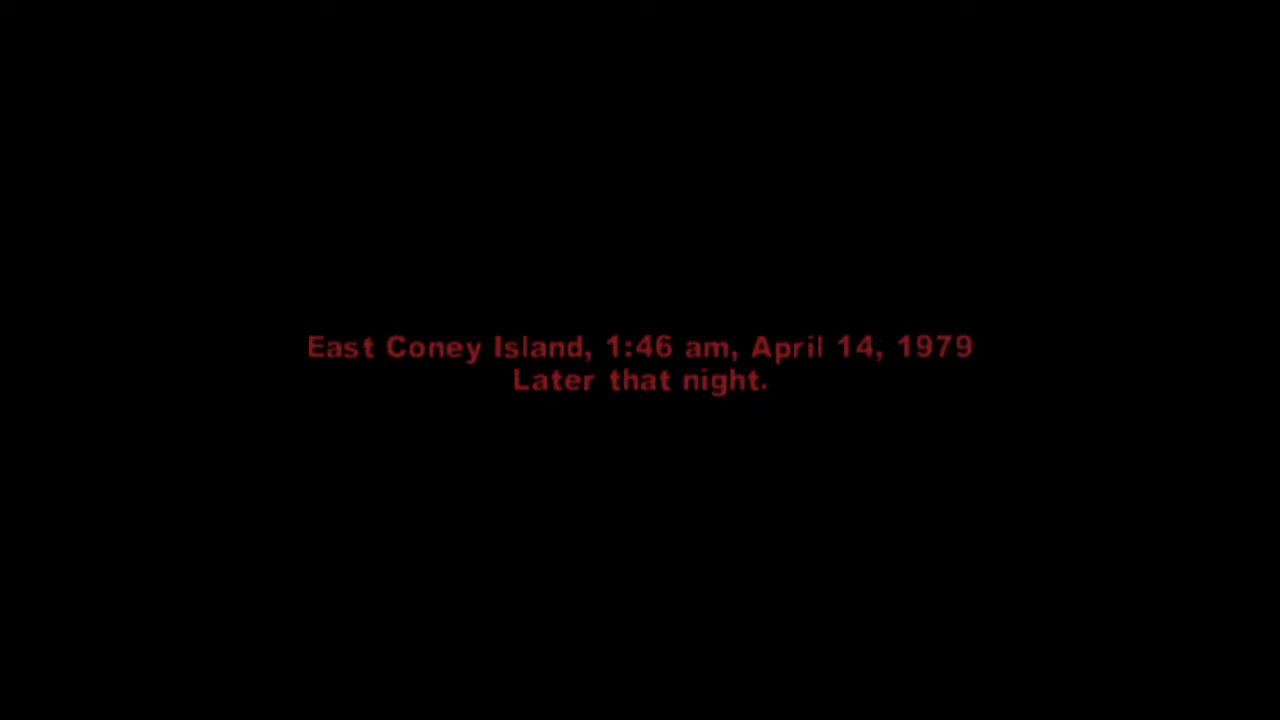 East Coney Island, 1:46 am, April 14, 1979
Later that night.